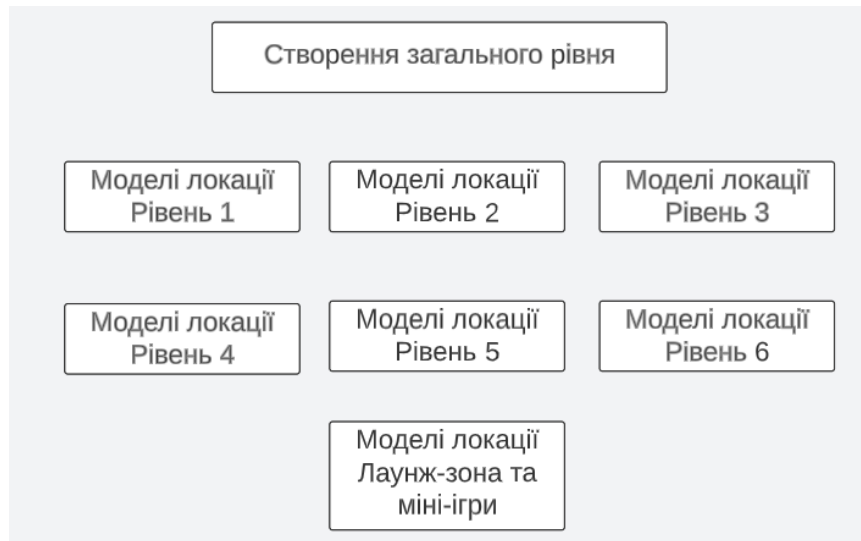 Створення загального рівня
Моделі локації
Рівень 1
Моделі локації
Рівень 2
Моделі локації
Рівень 3
Моделі локації
Рівень 4
Моделі локації
Рівень 5
Моделі локації
Рівень 6
Моделі локації
Лаунж-зона та
міні-ігри